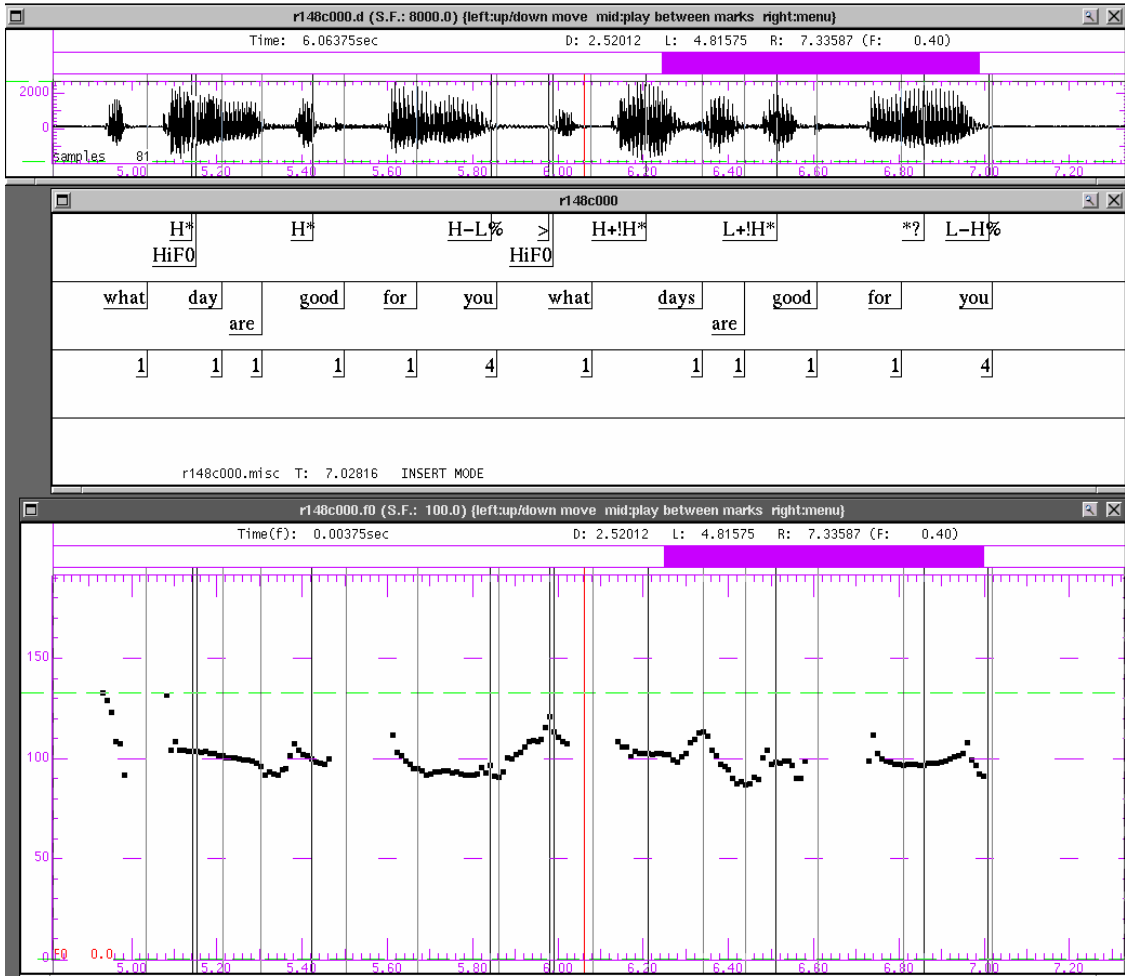 r148c000.d (S.F.: 8000.0) {left:up/down move mid:play between marks right:menu}
Time: 6.06375sec D: 2.52012 L: 4.81575 R: 7.33587 (F: 0.40)
2000
0
samples 81
5.00 5.20 5.40 5.60 5.80 6.00 6.20 6.40 6.60 6.80 7.00 7.20
r148c000
H* H* H-L% > H+!H* L+!H* *? L-H%
HiF0 HiF0
what day good for you what days good for you
are are
1 1 1 1 1 4 1 1 1 1 1 4
r148c000.misc T: 7.02816 INSERT MODE
r148c000.f0 (S.F.: 100.0) {left:up/down move mid:play between marks right:menu}
Time(f): 0.00375sec D: 2.52012 L: 4.81575 R: 7.33587 (F: 0.40)
150
100
50
0 F0 0.0
5.00 5.20 5.40 5.60 5.80 6.00 6.20 6.40 6.60 6.80 7.00 7.20